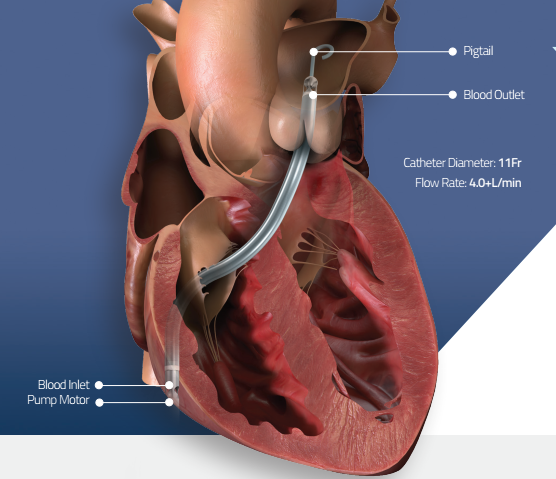 Pigtail
Blood Outlet
Catheter Diameter: 11Fr
Flow Rate: 4.0+L/min
Blood Inlet
Pump Motor